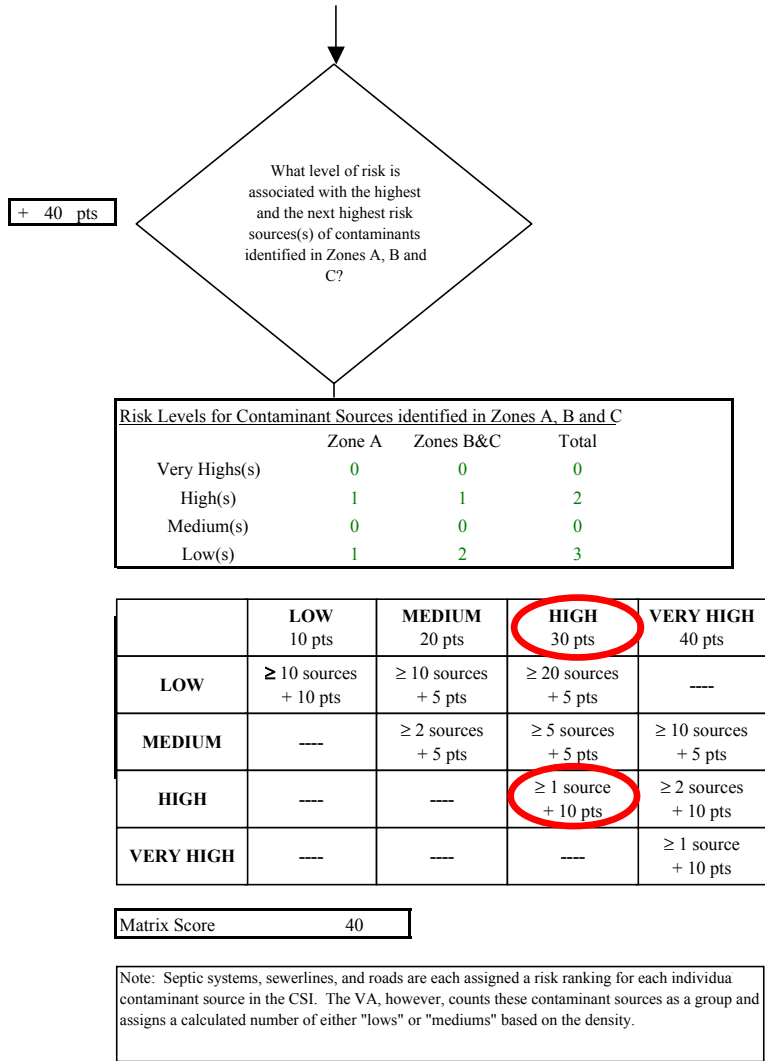 What level of risk is
associated with the highest
and the next highest risk
sources(s) of contaminants
identified in Zones A, B and
C?
+ 40 pts
Risk Levels for Contaminant Sources identified in Zones A, B and C
Zone A Zones B&C Total
Very Highs(s) 0 0 0
High(s) 1 1 2
Medium(s) 0 0 0
Low(s) 1 2 3
LOW MEDIUM HIGH VERY HIGH
10 pts 20 pts 30 pts 40 pts
LOW ≥ 10 sources ≥ 10 sources ≥ 20 sources ----
+ 10 pts + 5 pts + 5 pts
MEDIUM ---- ≥ 2 sources ≥ 5 sources ≥ 10 sources
+ 5 pts + 5 pts + 5 pts
HIGH ---- ---- ≥ 1 source ≥ 2 sources
+ 10 pts + 10 pts
VERY HIGH ---- ---- ---- ≥ 1 source
+ 10 pts
Matrix Score 40
Note: Septic systems, sewerlines, and roads are each assigned a risk ranking for each individua
contaminant source in the CSI. The VA, however, counts these contaminant sources as a group and
assigns a calculated number of either "lows" or "mediums" based on the density.